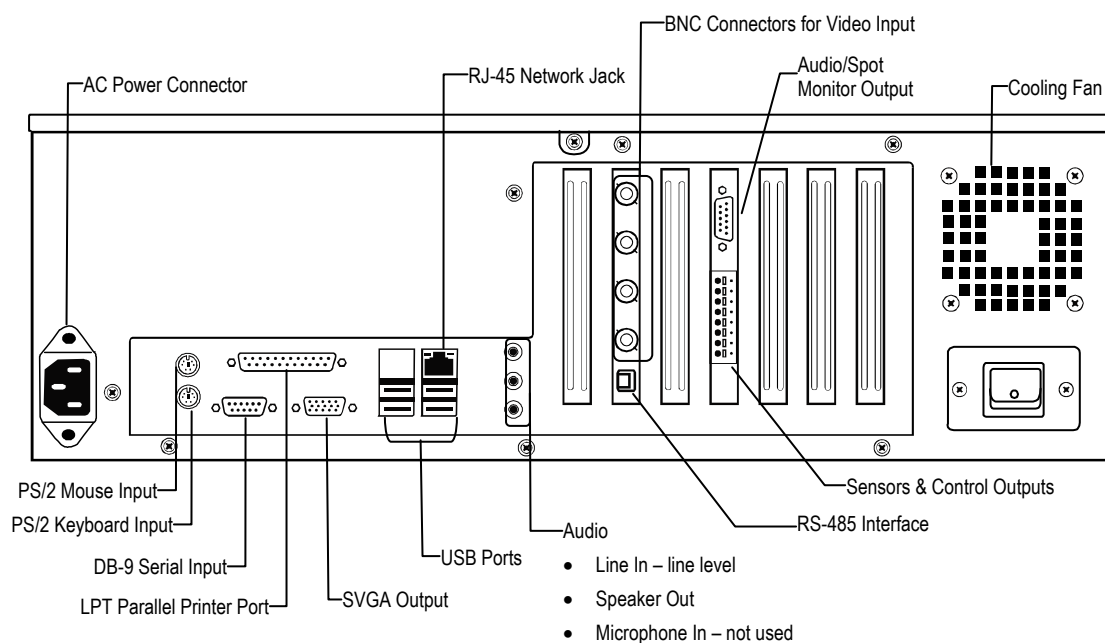 BNC Connectors for Video Input
RJ-45 Network Jack
Audio/Spot
Monitor Output
AC Power Connector
Cooling Fan
PS/2 Mouse Input
Sensors & Control Outputs
PS/2 Keyboard Input
RS-485 Interface
Audio
USB Ports
DB-9 Serial Input
• Line In – line level
LPT Parallel Printer Port
SVGA Output
• Speaker Out
• Microphone In – not used